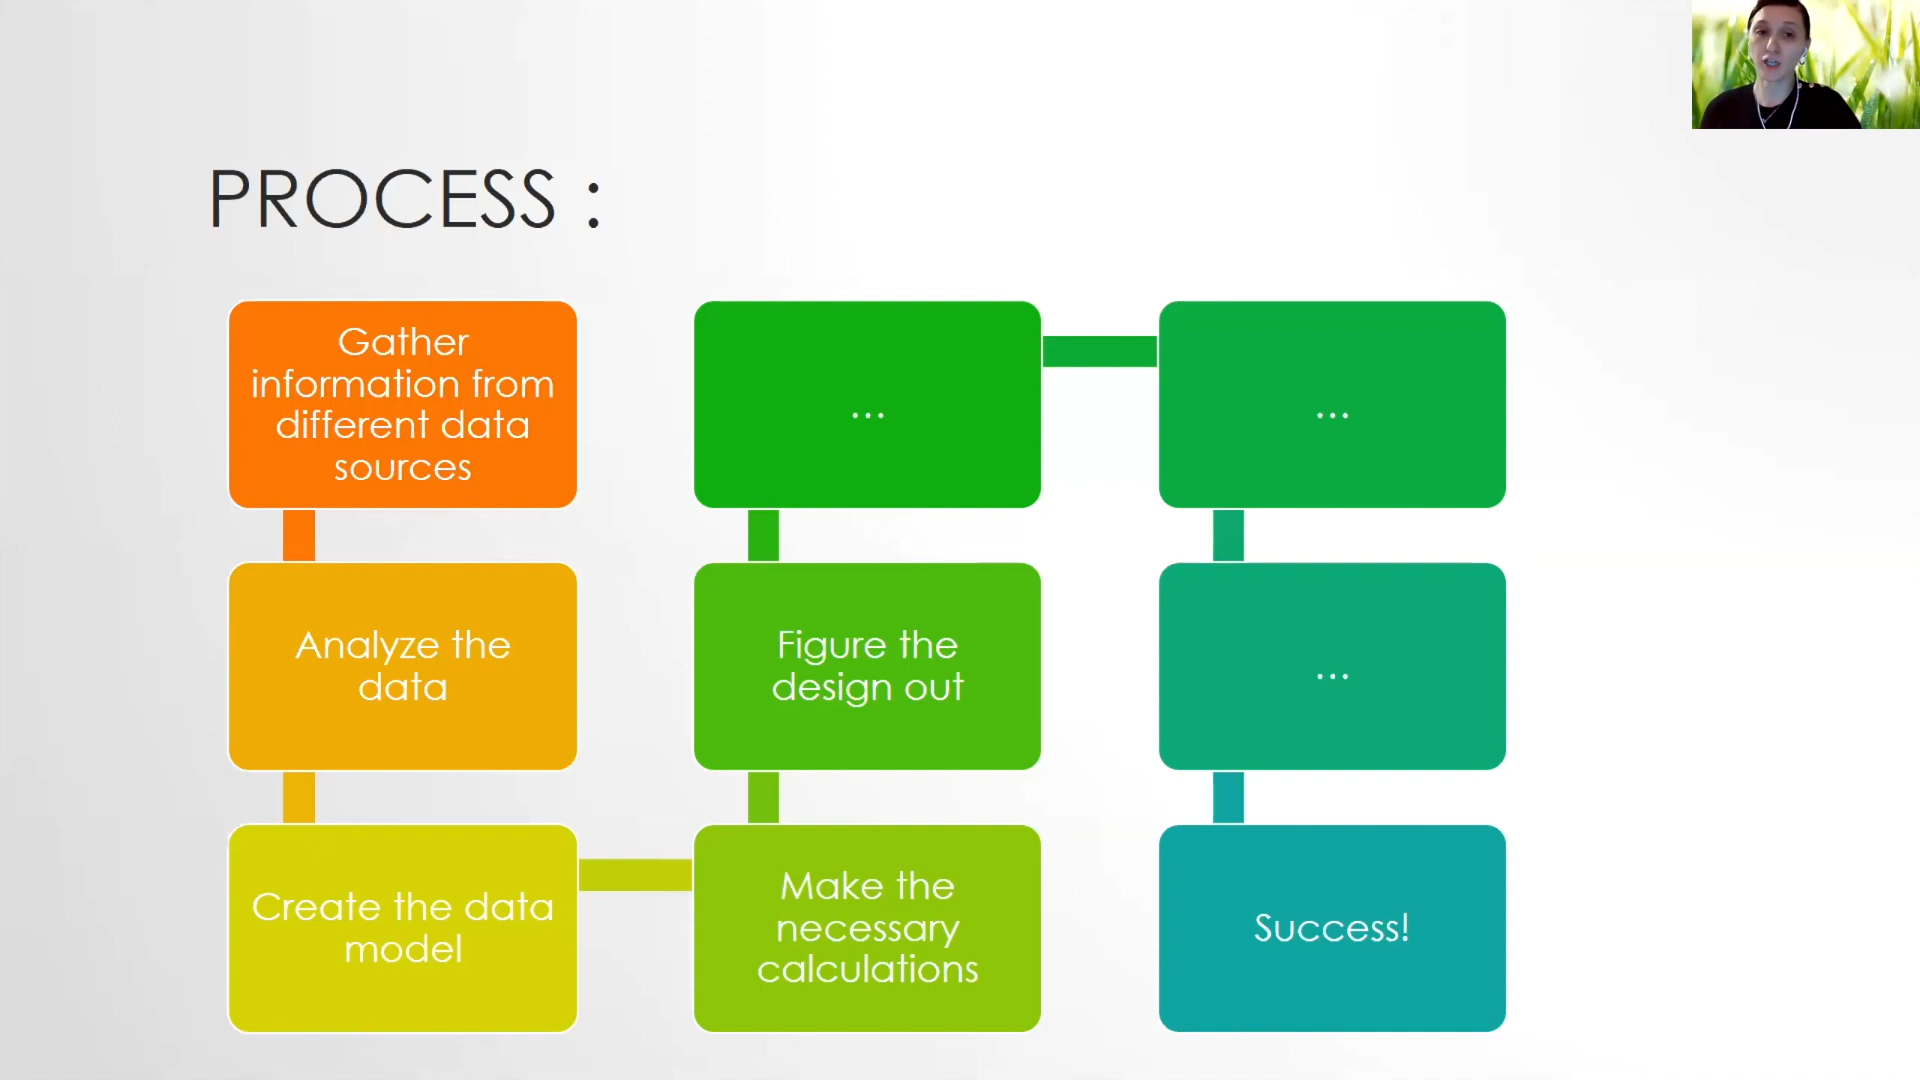 PROCESS :
Gather
information from
different data
sources
Analyze the
data
Create the data
model
Make the
necessary
calculations
Figure the
design out
...
...
...
Success!